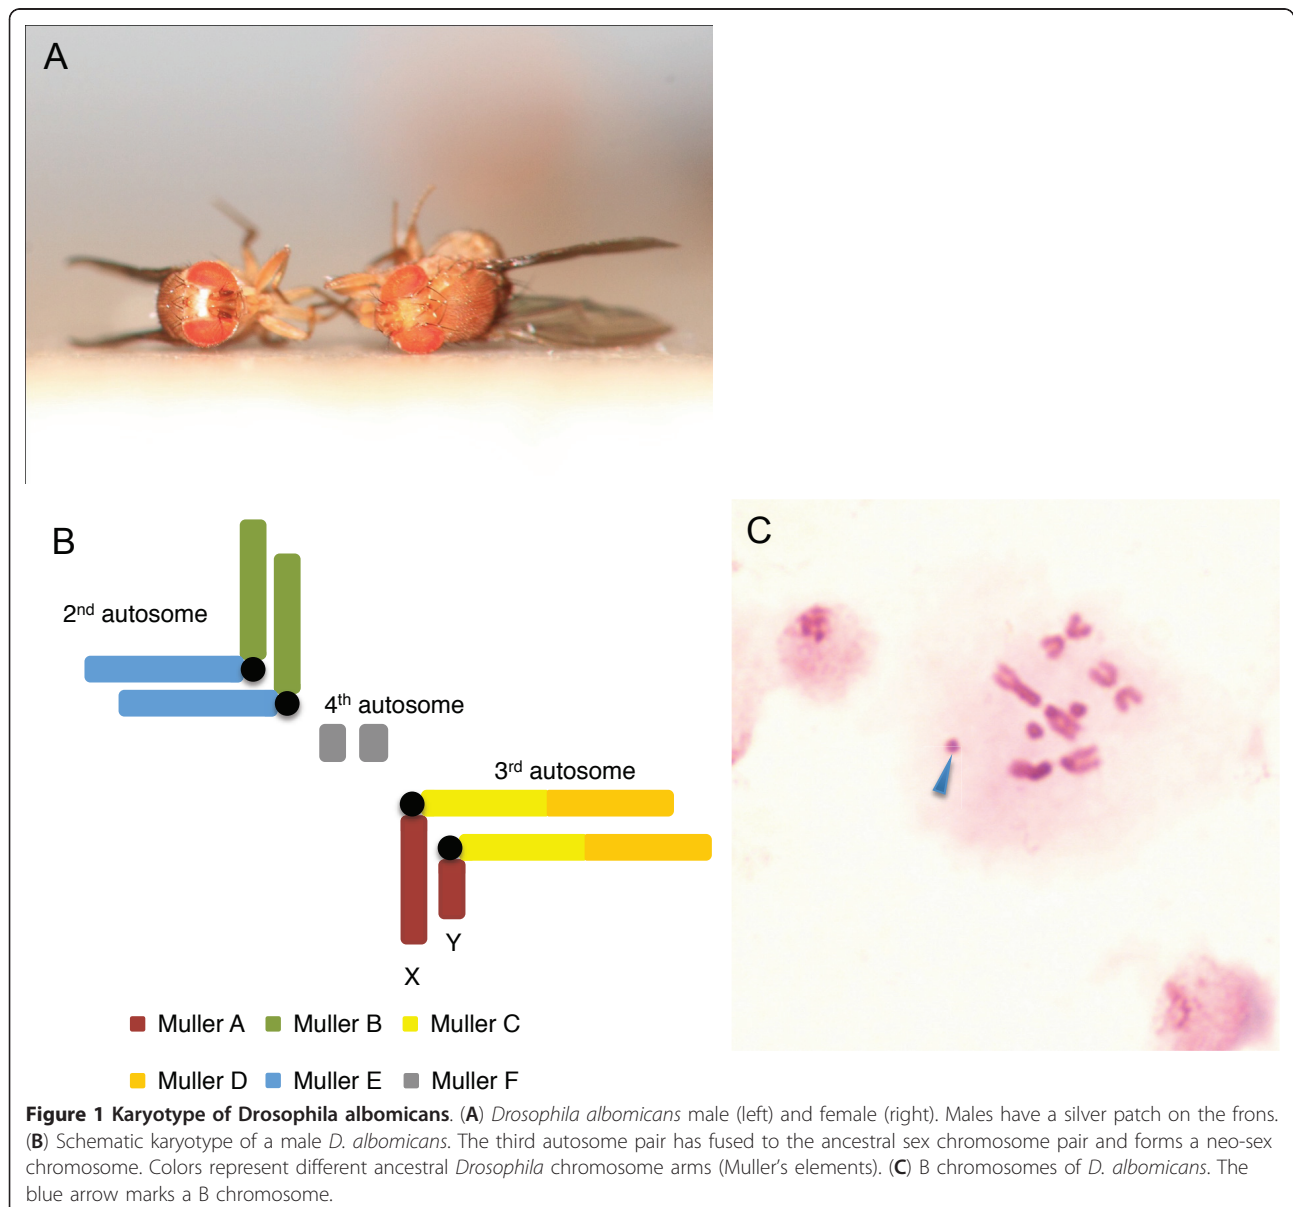 A
B
2nd autosome
4th autosome
3rd autosome
Y
X
Muller A
Muller B
Muller C
Muller D
Muller E
Muller F
C
Figure 1 Karyotype of Drosophila albomicans. (A) Drosophila albomicans male (left) and female (right). Males have a silver patch on the frons.
(B) Schematic karyotype of a male D. albomicans. The third autosome pair has fused to the ancestral sex chromosome pair and forms a neo-sex
chromosome. Colors represent different ancestral Drosophila chromosome arms (Muller's elements). (C) B chromosomes of D. albomicans. The
blue arrow marks a B chromosome.